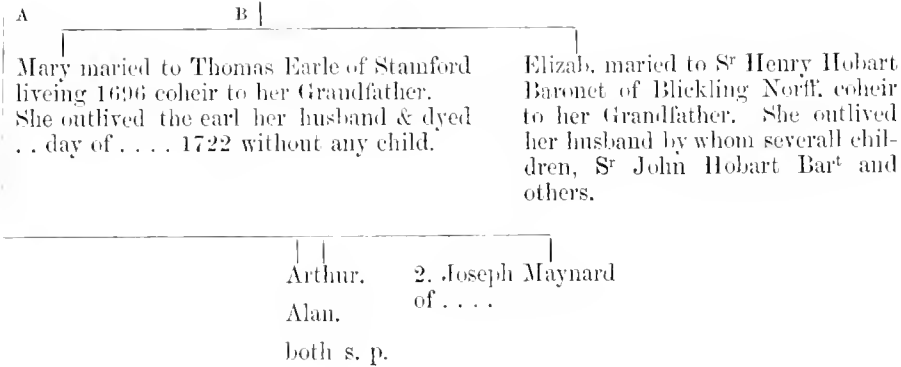 A B
Mary maried to Thomas Earle of Stamford
liveing 1696 coheir to her Grandfather.
She outlived the earl her husband & dyed
. . day of . . . . 1722 without any child.
Elizab. maried to Sʳ Henry Hobart
Baronet of Blickling Norff. coheir
to her Grandfather. She outlived
her husband by whom severall chil-
dren, Sʳ John Hobart Barᵗ and
others.
Arthur.
Alan.
both s. p.
2. Joseph Maynard
of . . . .